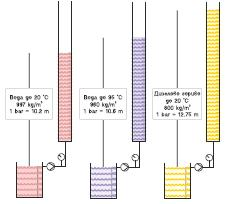 Вода до 20 °C
997 kg/m³
1 bar = 10.2 m
Вода до 95 °C
960 kg/m³
1 bar = 10.6 m
Дизелово гориво
до 20 °C
800 kg/m³
1 bar = 12.75 m